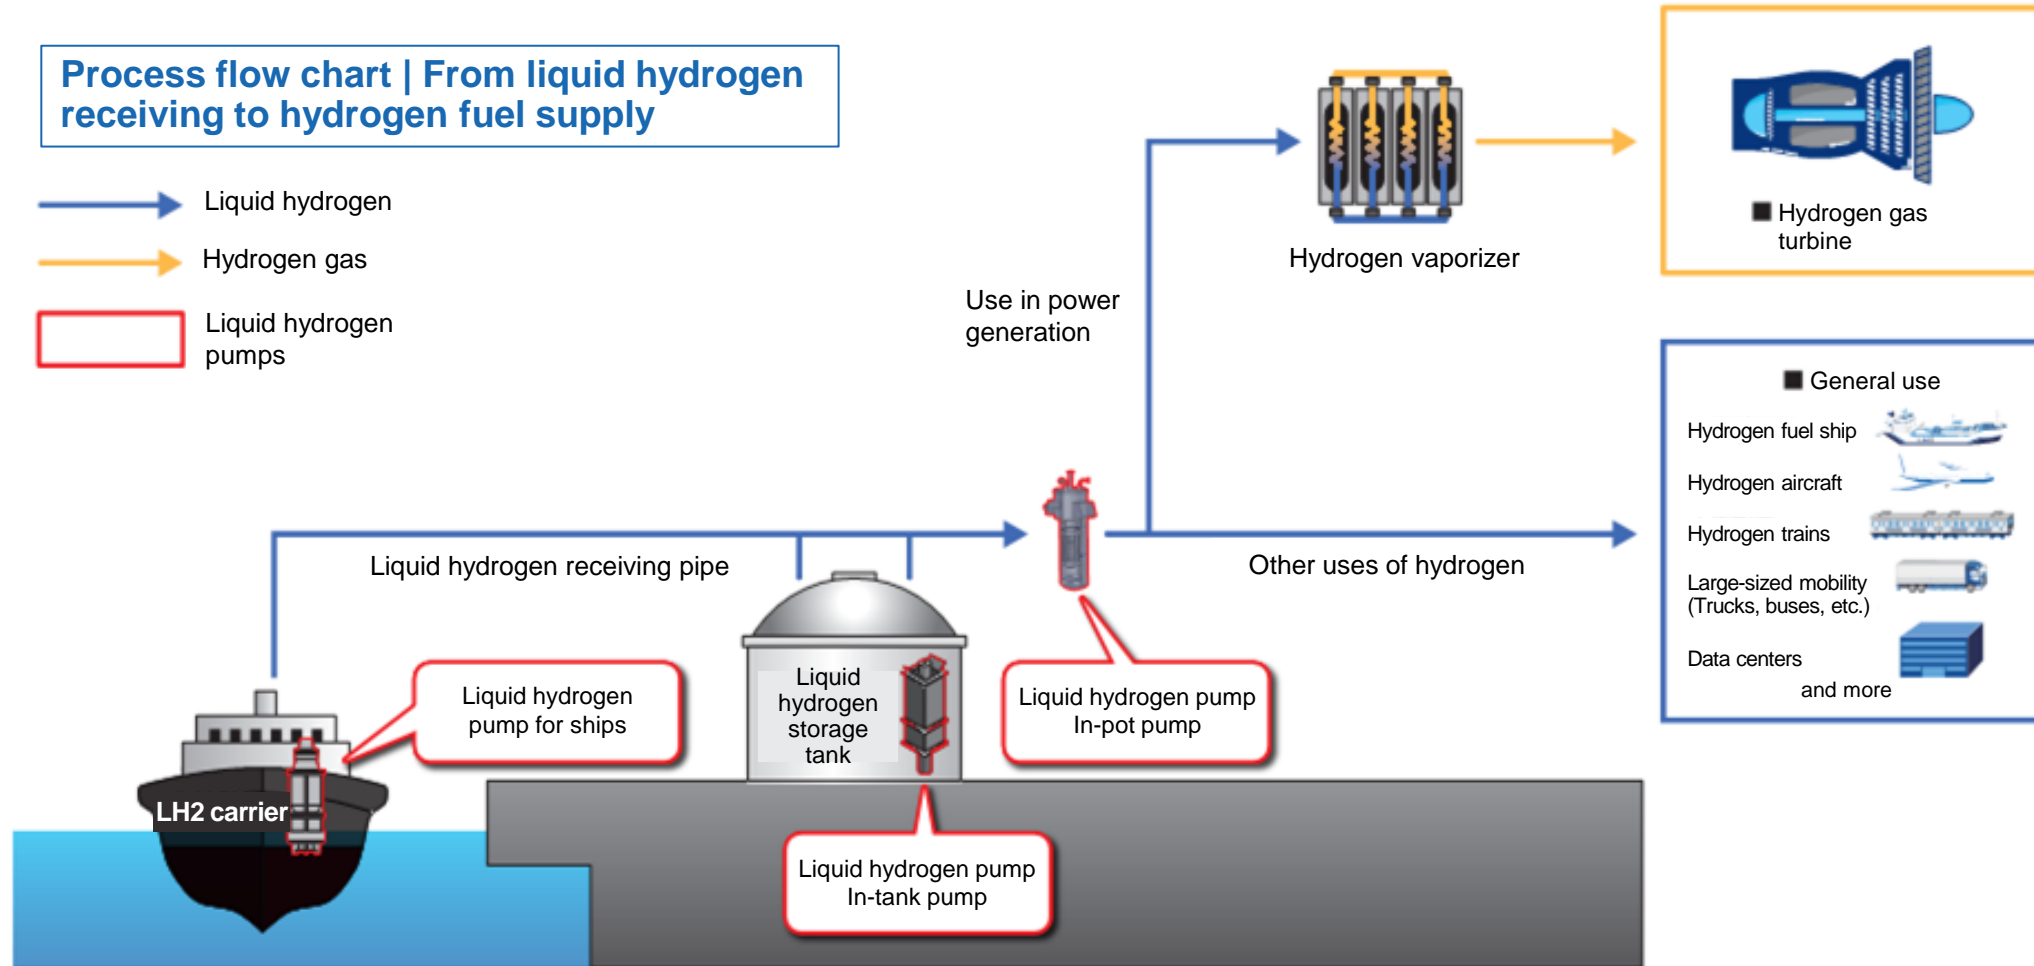 Process flow chart | From liquid hydrogen
receiving to hydrogen fuel supply
Liquid hydrogen
Hydrogen gas
Liquid hydrogen
pumps
Hydrogen vaporizer
■ Hydrogen gas
turbine
Use in power
generation
■ General use
Hydrogen fuel ship
Hydrogen aircraft
Hydrogen trains
Large-sized mobility
(Trucks, buses, etc.)
Data centers
and more
Liquid hydrogen receiving pipe
Other uses of hydrogen
Liquid hydrogen
pump for ships
Liquid
hydrogen
storage
tank
Liquid hydrogen pump
In-pot pump
LH2 carrier
Liquid hydrogen pump
In-tank pump